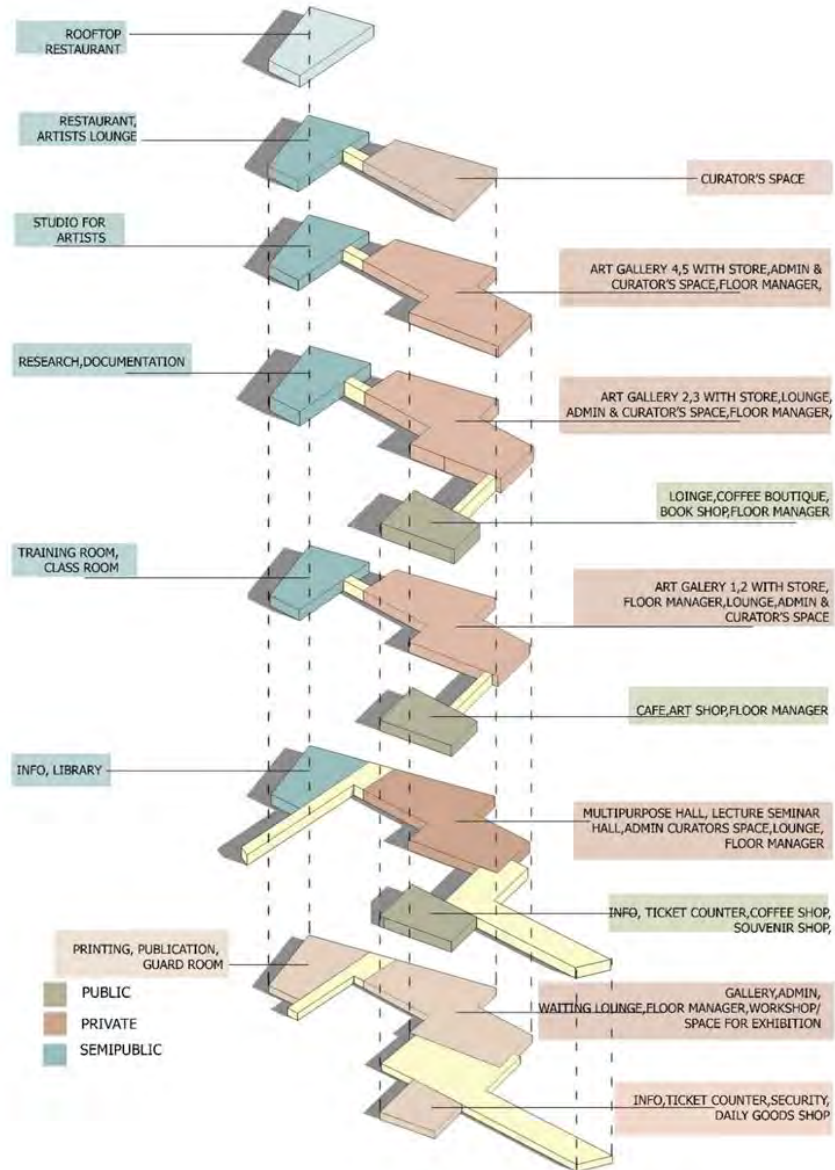 ROOFTOP
RESTAURANT
RESTAURANT,
ARTISTS LOUNGE
CURATOR'S SPACE
STUDIO FOR
ARTISTS
ART GALLERY 4,5 WITH STORE,ADMIN &
CURATOR'S SPACE,FLOOR MANAGER,
RESEARCH,DOCUMENTATION
ART GALLERY 2,3 WITH STORE,LOUNGE,
ADMIN & CURATOR'S SPACE,FLOOR MANAGER,
LOINGE,COFFEE BOUTIQUE,
BOOK SHOP,FLOOR MANAGER
TRAINING ROOM,
CLASS ROOM
ART GALERY 1,2 WITH STORE,
FLOOR MANAGER,LOUNGE,ADMIN &
CURATOR'S SPACE
CAFE,ART SHOP,FLOOR MANAGER
INFO, LIBRARY
MULTIPURPOSE HALL, LECTURE SEMINAR
HALL,ADMIN CURATORS SPACE,LOUNGE,
FLOOR MANAGER
INFO, TICKET COUNTER,COFFEE SHOP,
SOUVENIR SHOP,
PRINTING, PUBLICATION,
GUARD ROOM
PUBLIC
PRIVATE
SEMIPUBLIC
GALLERY,ADMIN,
WAITING LOUNGE,FLOOR MANAGER,WORKSHOP/
SPACE FOR EXHIBITION
INFO,TICKET COUNTER,SECURITY,
DAILY GOODS SHOP